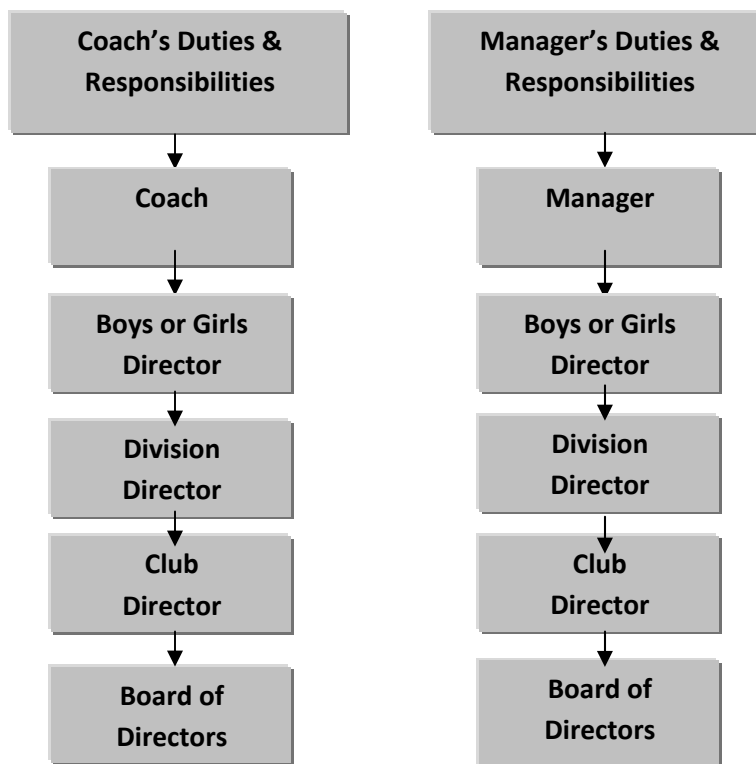 Coach’s Duties &
Responsibilities
Coach
Boys or Girls
Director
Division
Director
Club
Director
Board of
Directors
Manager’s Duties &
Responsibilities
Manager
Boys or Girls
Director
Division
Director
Club
Director
Board of
Directors